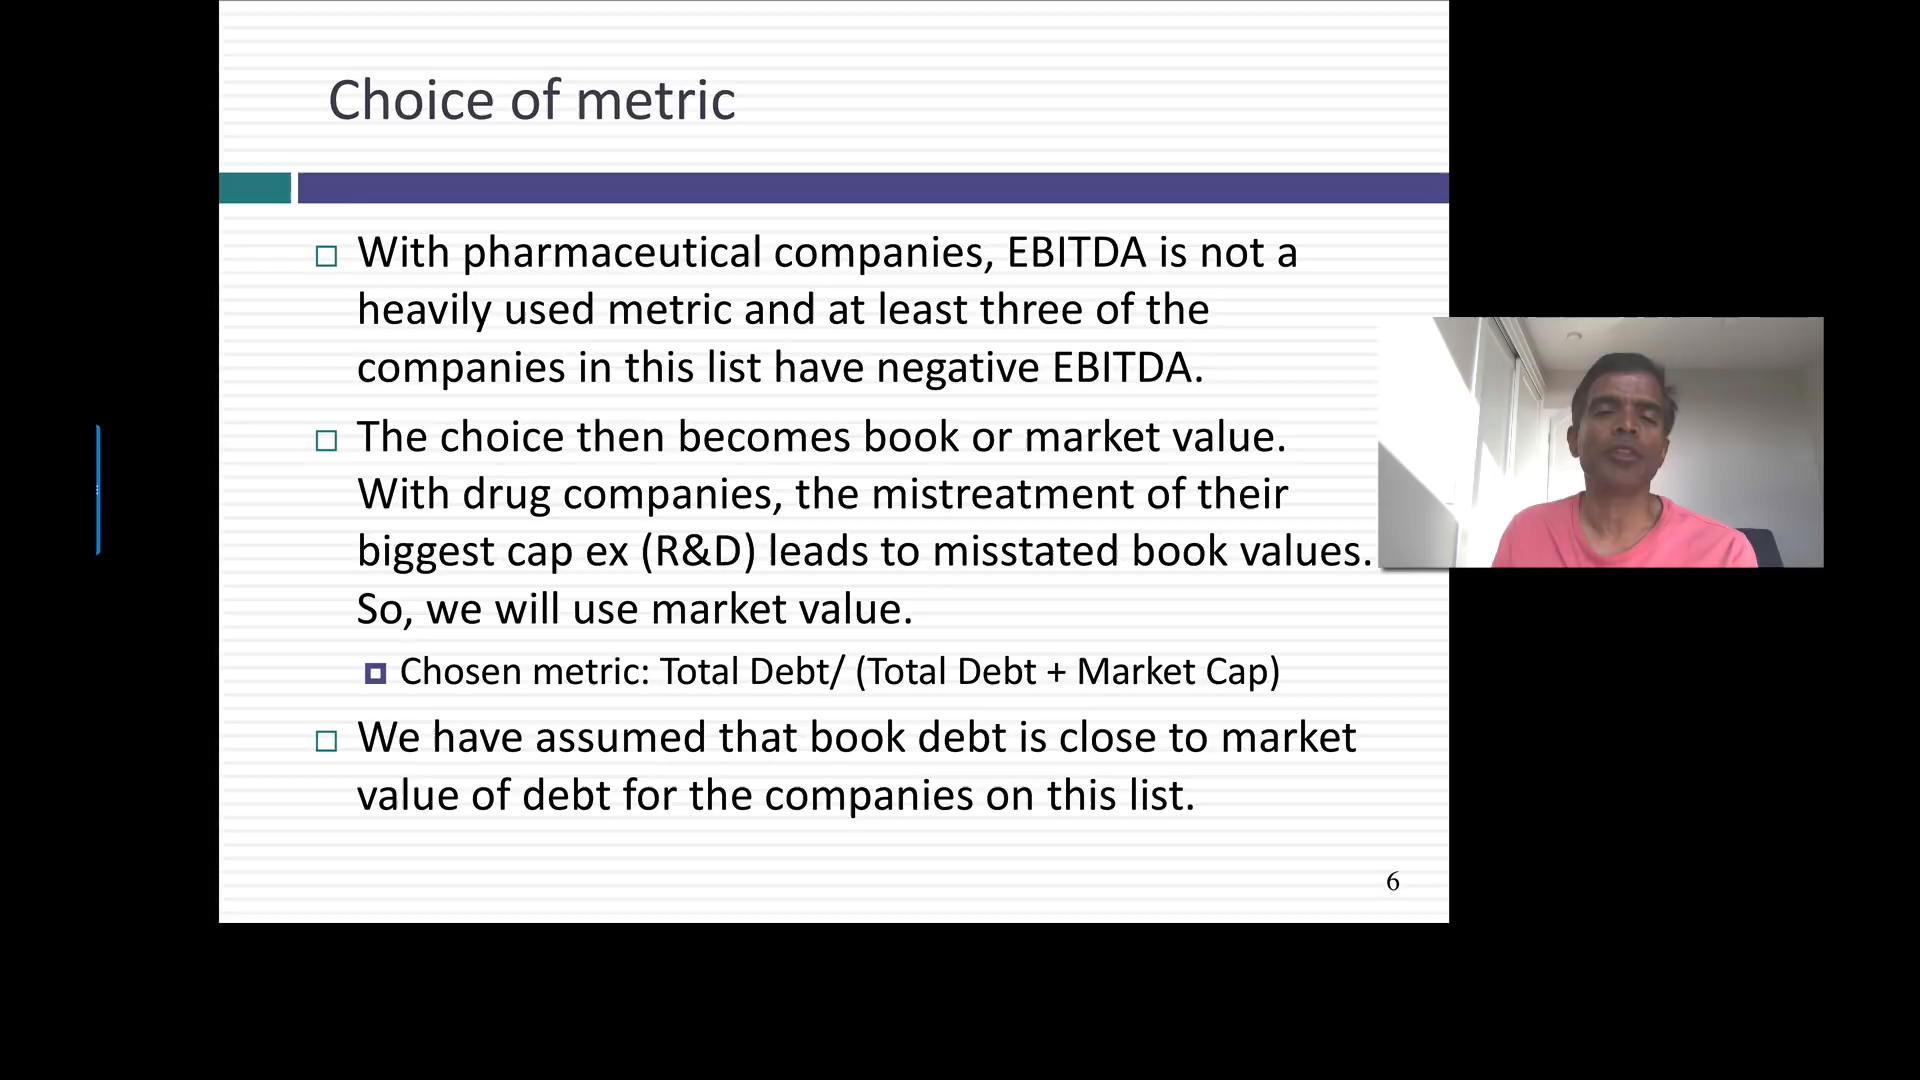 Choice of metric
With pharmaceutical companies, EBITDA is not a
heavily used metric and at least three of the
companies in this list have negative EBITDA.
The choice then becomes book or market value.
With drug companies, the mistreatment of their
biggest cap ex (R&D) leads to misstated book values.
So, we will use market value.
Chosen metric: Total Debt/ (Total Debt + Market Cap)
We have assumed that book debt is close to market
value of debt for the companies on this list.
6